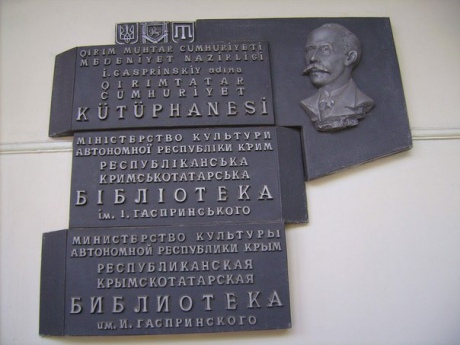 QIRIM MUHTAR CUMHURIYETI
MEDENIYET NAZIRLIGI
İ.GASPRINSKIY adına
QIRIMTATAR
CUMHURIYET
KÜTÜPHANESİ
МІНІСТЕРСТВО КУЛЬТУРИ
АВТОНОМНОЇ РЕСПУБЛІКИ КРИМ
РЕСПУБЛІКАНСЬКА
КРИМСЬКОТАТАРСЬКА
БІБЛІОТЕКА
ім. І. ГАСПРИНСЬКОГО
МИНИСТЕРСТВО КУЛЬТУРЫ
АВТОНОМНОЙ РЕСПУБЛИКИ КРЫМ
РЕСПУБЛИКАНСКАЯ
КРЫМСКОТАТАРСКАЯ
БИБЛИОТЕКА
им. И. ГАСПРИНСКОГО